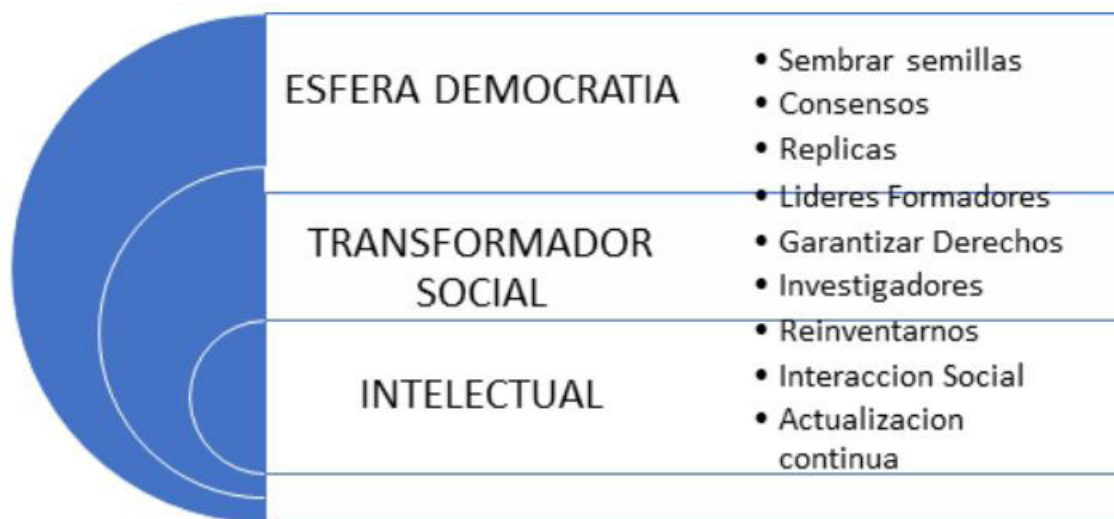 ESFERA DEMOCRATIA
• Sembrar semillas
• Consensos
• Replicas
TRANSFORMADOR
SOCIAL
• Lideres Formadores
• Garantizar Derechos
• Investigadores
INTELECTUAL
• Reinventarnos
• Interaccion Social
• Actualizacion
continua